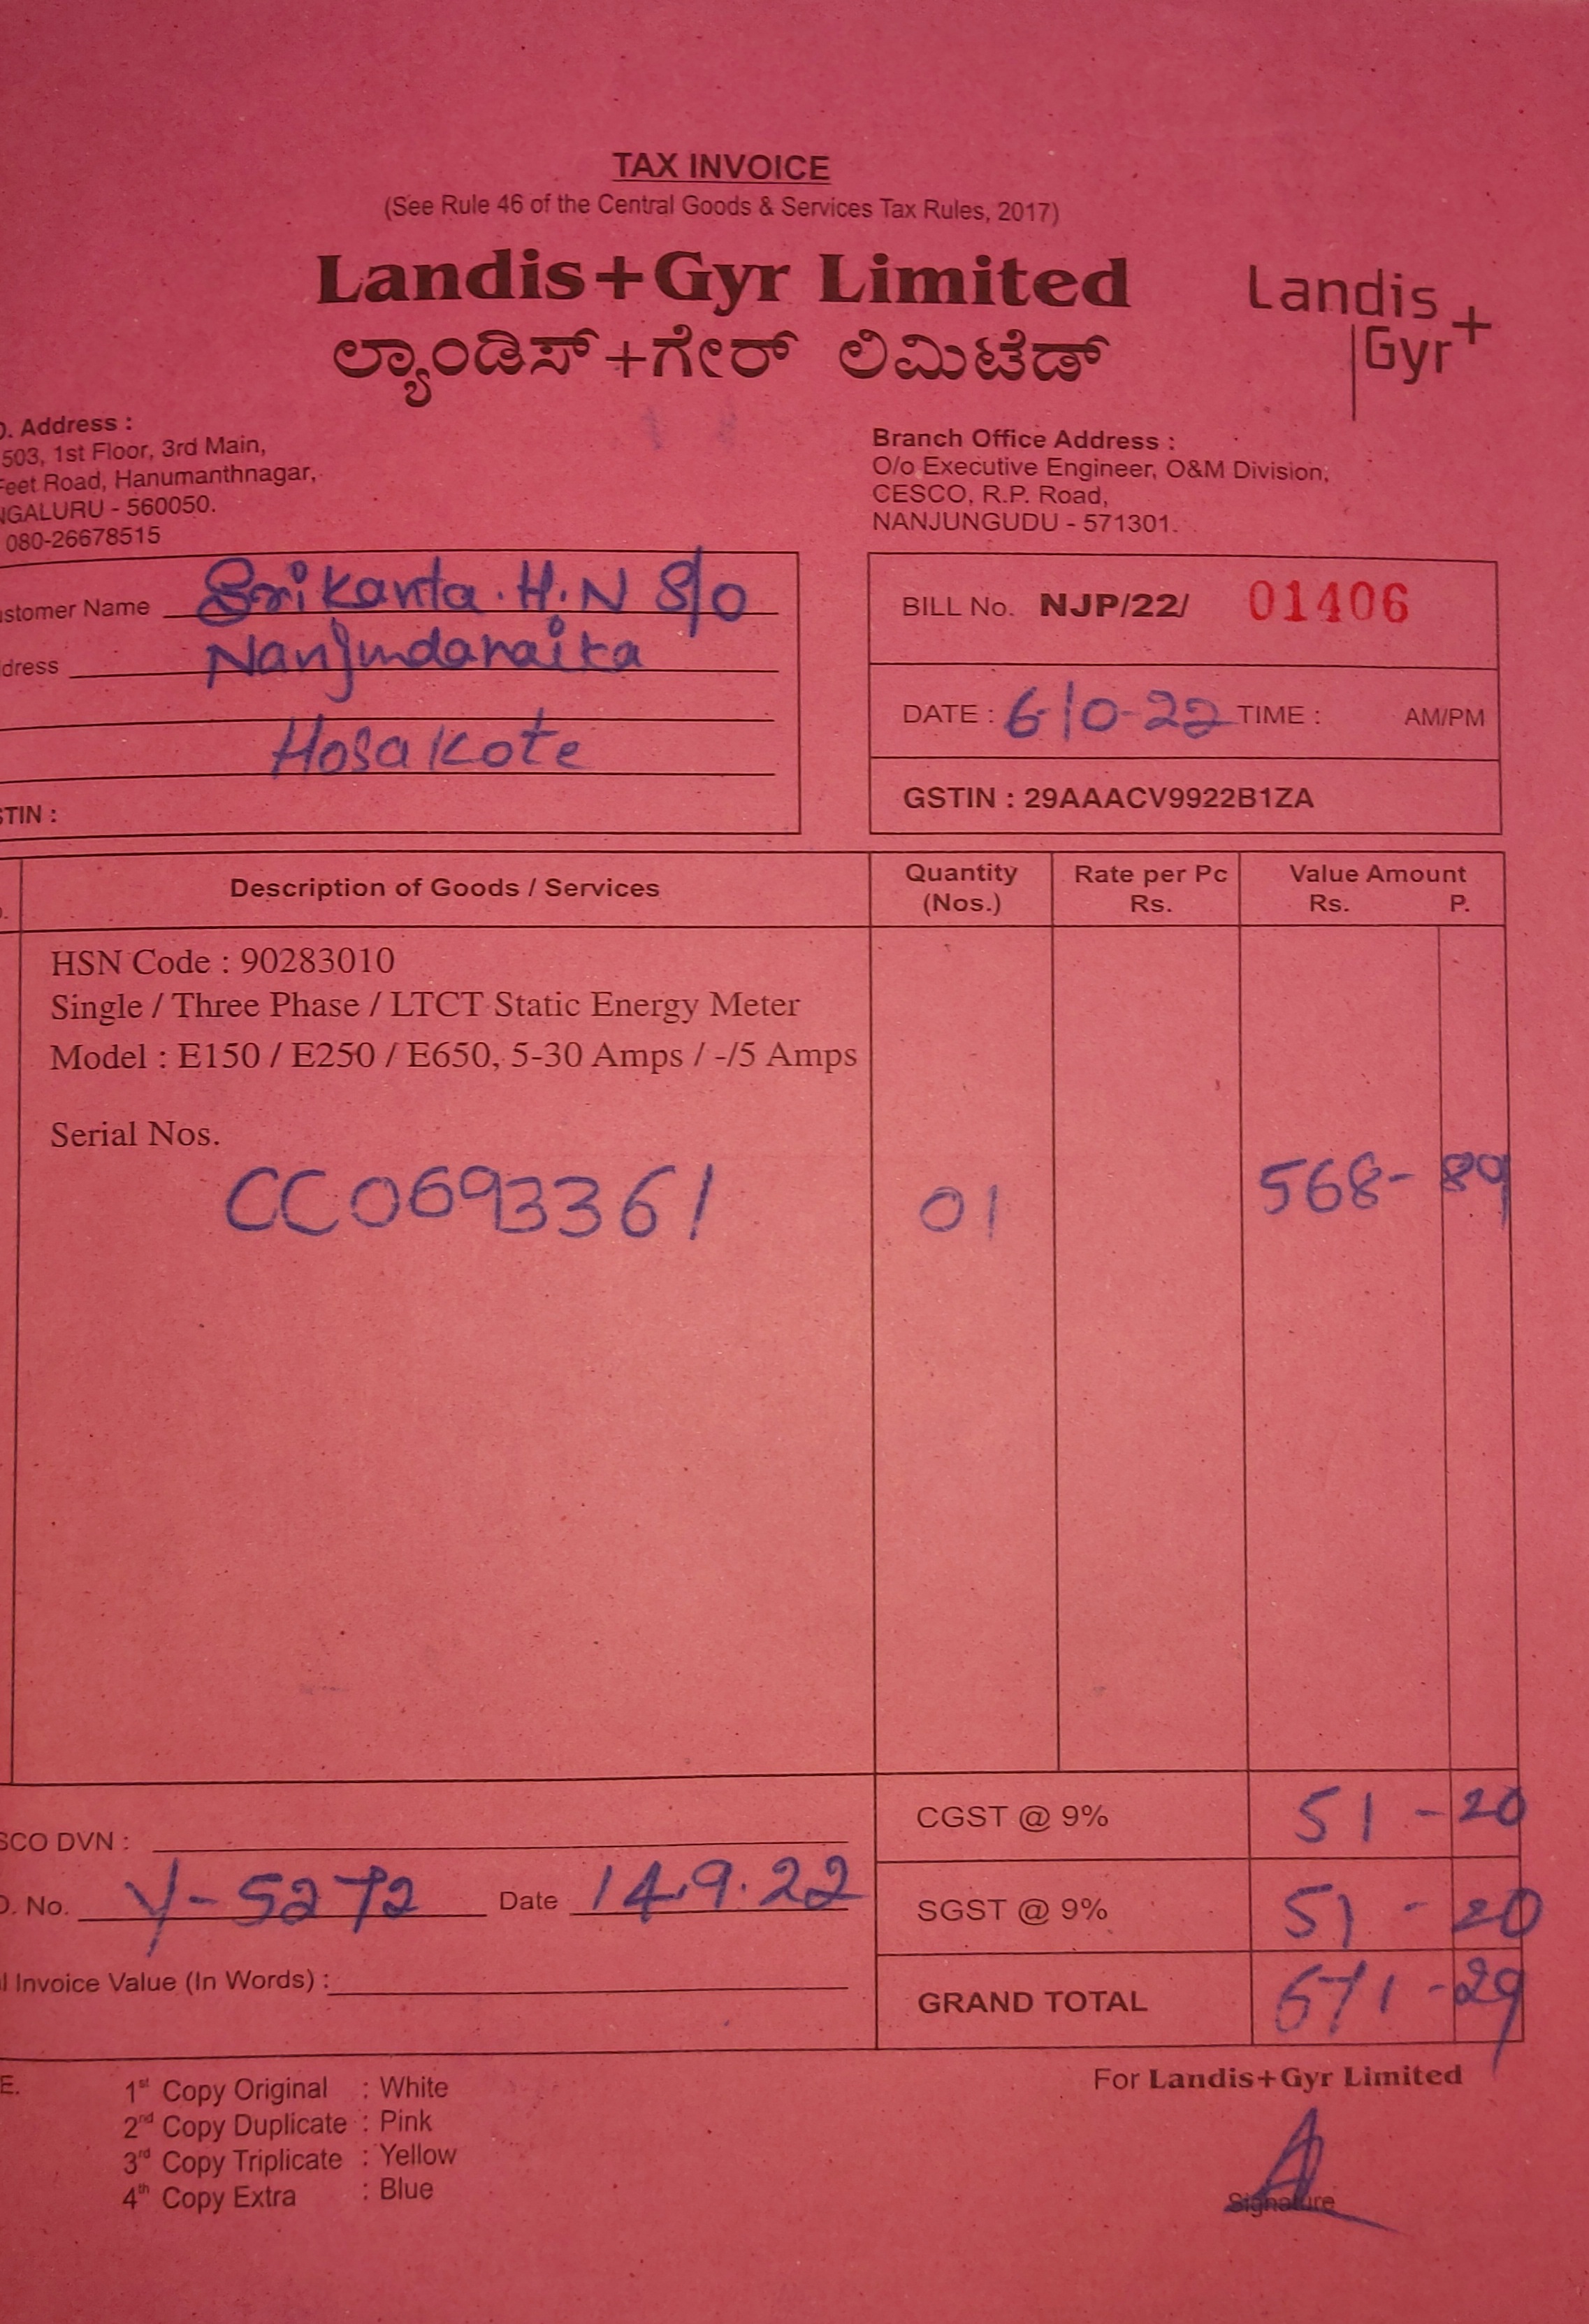 TAX INVOICE
(See Rule 46 of the Central Goods & Services Tax Rules, 2017)
Landis+Gyr Limited
ಲ್ಯಾಂಡಿಸ್+ಗೇರ್ ಲಿಮಿಟೆಡ್
Landis+
Gyr
O. Address :
503, 1st Floor, 3rd Main,
Feet Road, Hanumanthnagar,
NGALURU - 560050.
080-26678515
Branch Office Address :
O/o Executive Engineer, O&M Division,
CESCO, R.P. Road,
NANJUNGUDU - 571301.
ustomer Name Srikanta.H.N S/o
dress Nanjundanaika
Hosakote
STIN :
BILL No. NJP/22/ 01406
DATE : 6-10-22 TIME : AM/PM
GSTIN : 29AAACV9922B1ZA
Description of Goods / Services Quantity (Nos.) Rate per Pc Rs. Value Amount Rs. P.
HSN Code : 90283010
Single / Three Phase / LTCT Static Energy Meter
Model : E150 / E250 / E650, 5-30 Amps / -/5 Amps
Serial Nos.
CC0693361 01 568- 89
CGST @ 9% 51 - 20
SCO DVN :
O. No. Y-5272 Date 14.9.22
SGST @ 9% 51 - 20
l Invoice Value (In Words) :
GRAND TOTAL 671 - 29
E.
1st Copy Original : White
2nd Copy Duplicate : Pink
3rd Copy Triplicate : Yellow
4th Copy Extra : Blue
For Landis+Gyr Limited
Signature